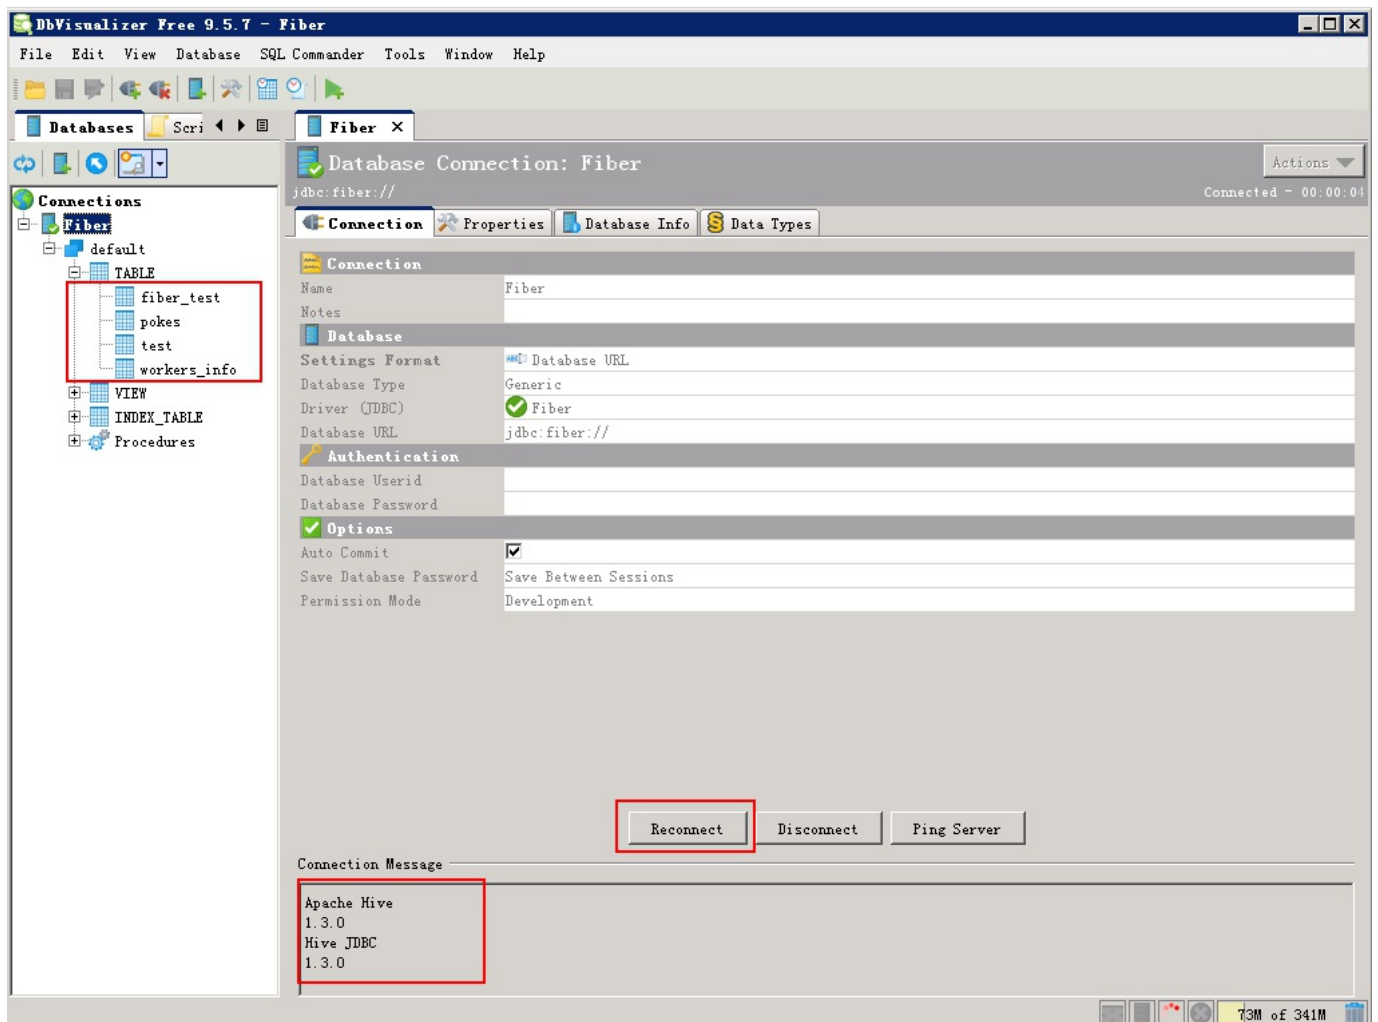 DbVisualizer Free 9.5.7 - Fiber
File Edit View Database SQL Commander Tools Window Help
Databases Scri Fiber
Database Connection: Fiber Actions
jdbc:fiber:// Connected - 00:00:04
Connection Properties Database Info Data Types
Connections
Fiber
default
TABLE
fiber_test
pokes
test
workers_info
VIEW
INDEX_TABLE
Procedures
Connection
Name Fiber
Notes
Database
Settings Format Database URL
Database Type Generic
Driver (JDBC) Fiber
Database URL jdbc:fiber://
Authentication
Database Userid
Database Password
Options
Auto Commit
Save Database Password Save Between Sessions
Permission Mode Development
Reconnect Disconnect Ping Server
Connection Message
Apache Hive
1.3.0
Hive JDBC
1.3.0
73M of 341M